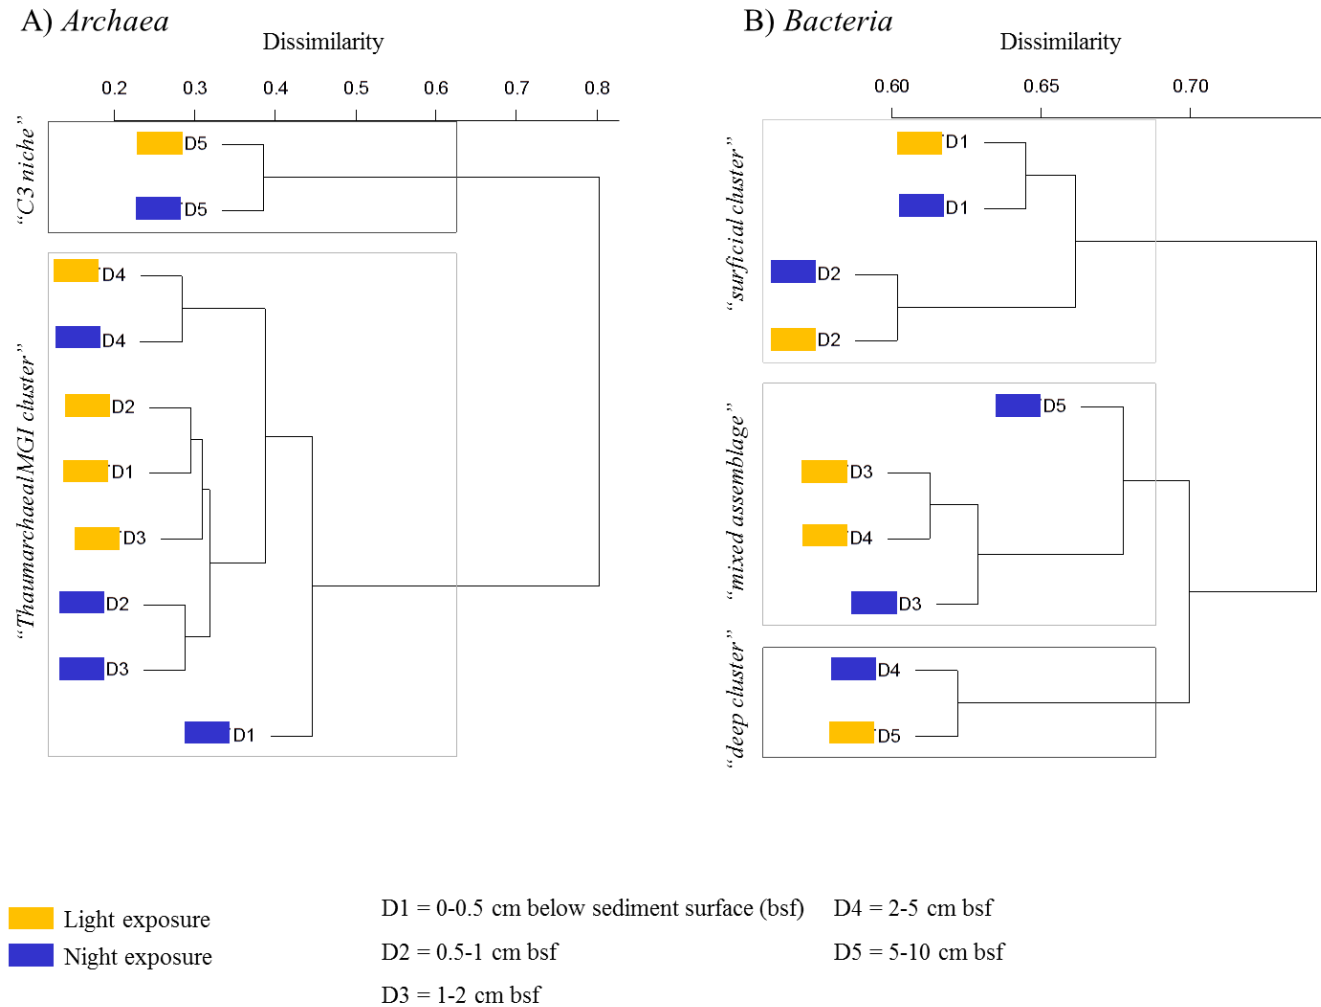 A) Archaea
Dissimilarity
0.2 0.3 0.4 0.5 0.6 0.7 0.8
“C3 niche”
D5
D5
“Thaumarchaeal MGI cluster”
D4
D4
D2
D1
D3
D2
D3
D1
B) Bacteria
Dissimilarity
0.60 0.65 0.70
“surficial cluster”
D1
D1
D2
D2
“mixed assemblage”
D5
D3
D4
D3
“deep cluster”
D4
D5
Light exposure
Night exposure
D1 = 0-0.5 cm below sediment surface (bsf)
D2 = 0.5-1 cm bsf
D3 = 1-2 cm bsf
D4 = 2-5 cm bsf
D5 = 5-10 cm bsf